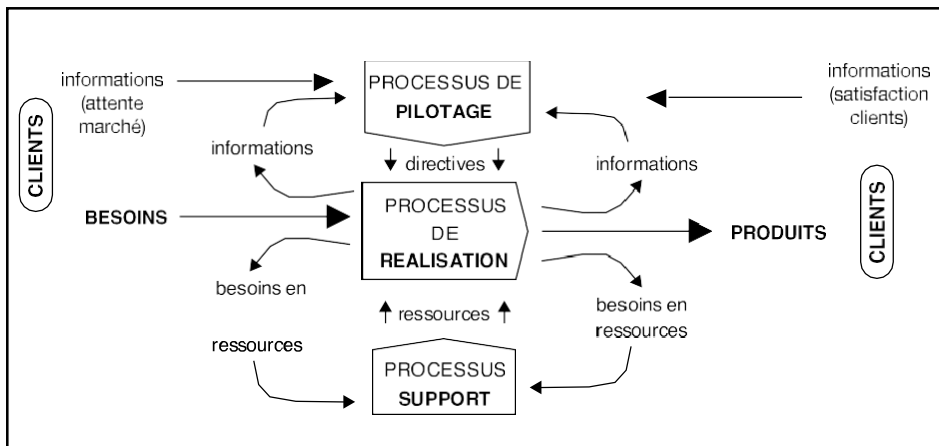 CLIENTS
informations
(attente
marché)
PROCESSUS DE
PILOTAGE
informations
(satisfaction
clients)
informations
directives
informations
BESOINS
PROCESSUS
DE
REALISATION
PRODUITS
CLIENTS
besoins en
ressources
ressources
besoins en
ressources
PROCESSUS
SUPPORT